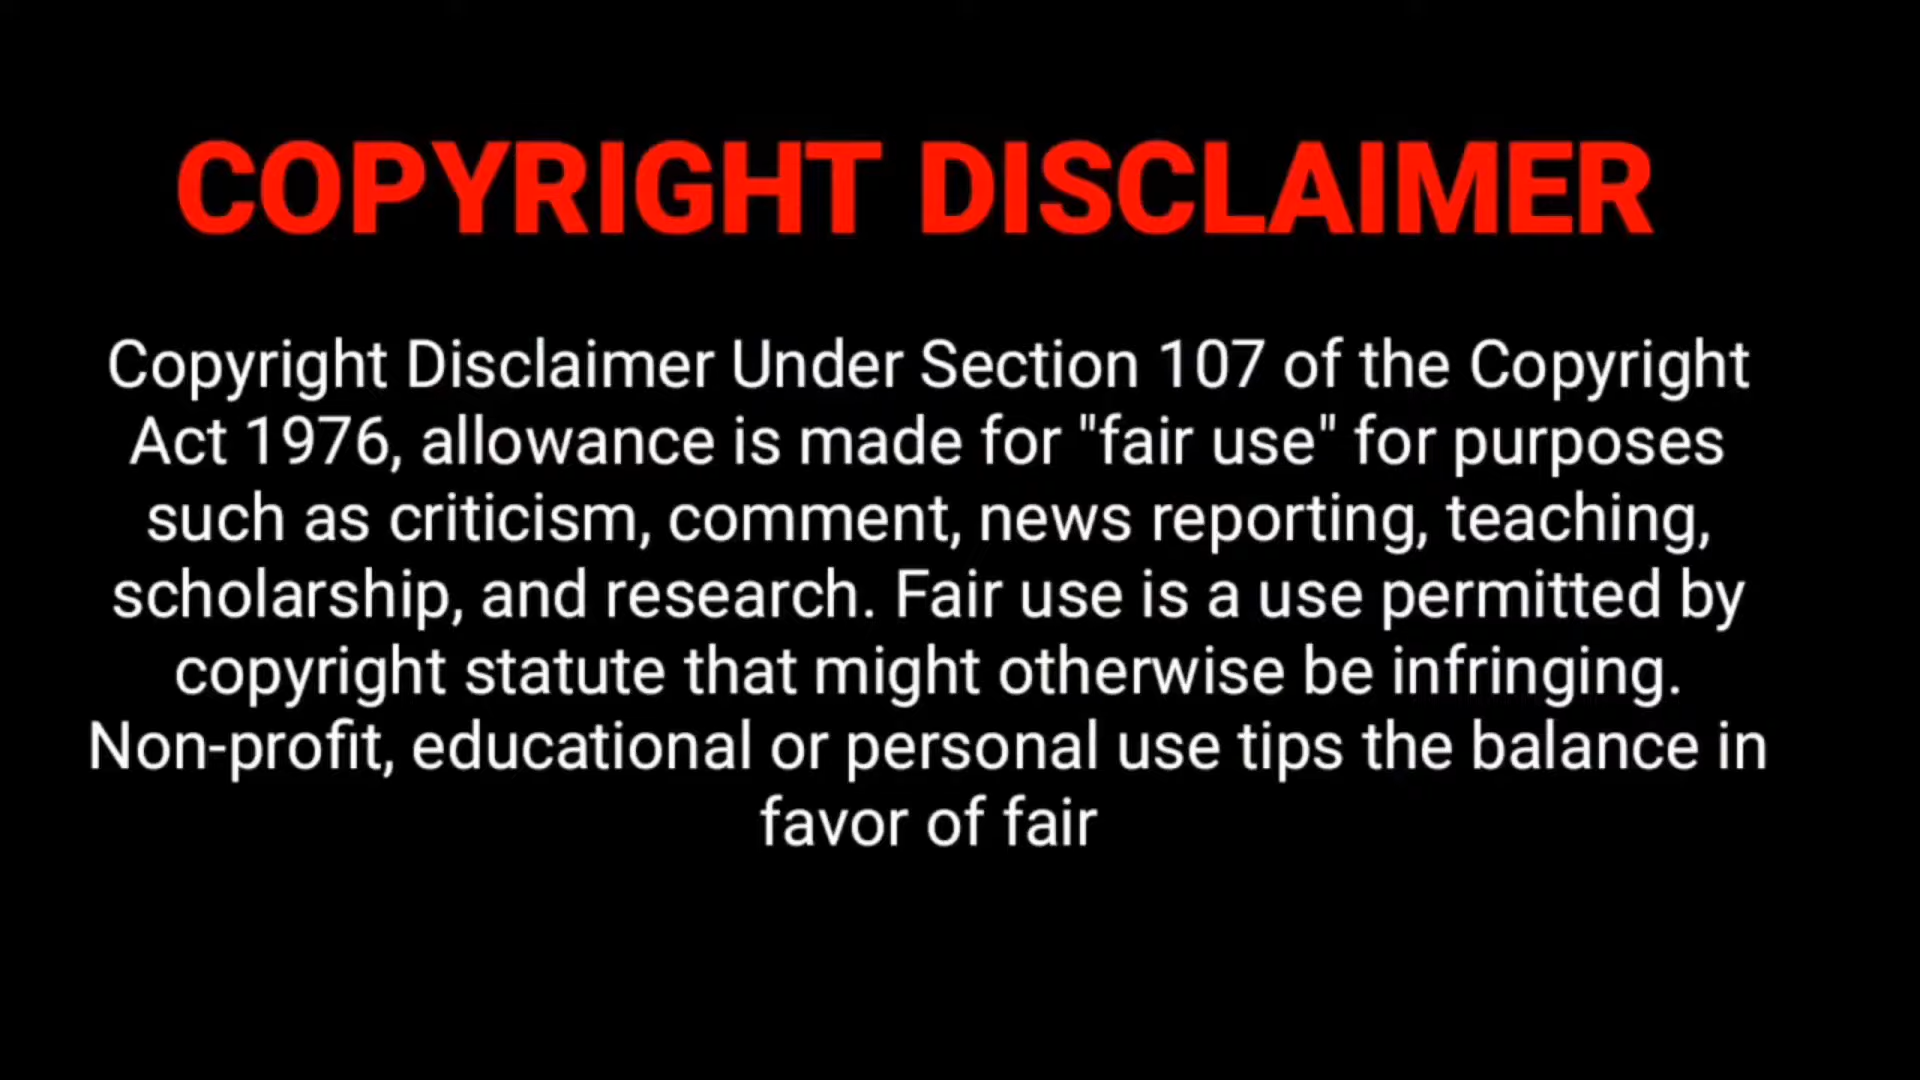 COPYRIGHT DISCLAIMER
Copyright Disclaimer Under Section 107 of the Copyright
Act 1976, allowance is made for "fair use" for purposes
such as criticism, comment, news reporting, teaching,
scholarship, and research. Fair use is a use permitted by
copyright statute that might otherwise be infringing.
Non-profit, educational or personal use tips the balance in
favor of fair